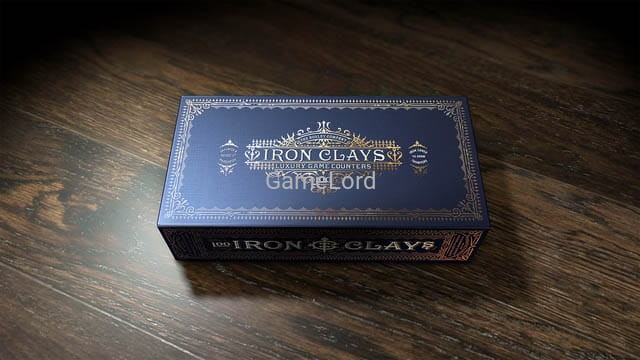 IRON CLAYS
LUXURY GAME COUNTERS
GameLord
100 IRON CLAYS